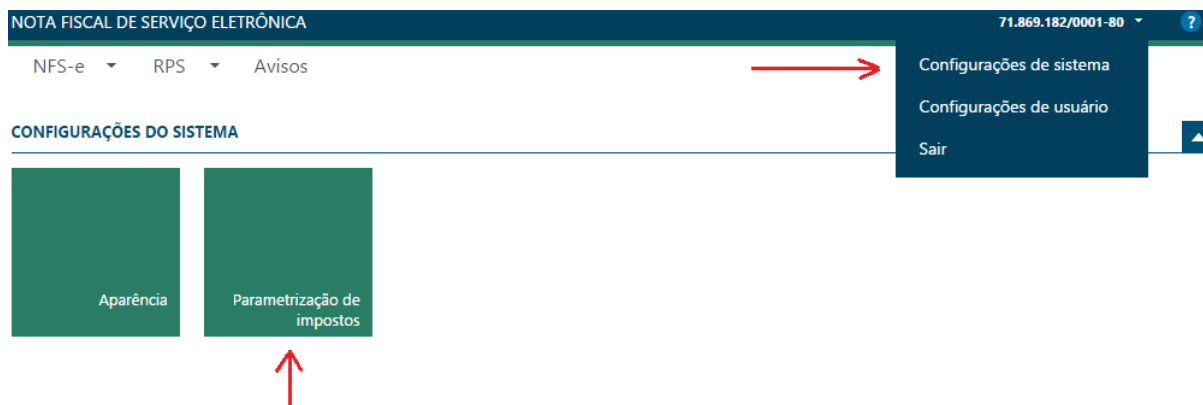 NOTA FISCAL DE SERVIÇO ELETRÔNICA
71.869.182/0001-80
?
NFS-e
RPS
Avisos
Configurações de sistema
Configurações de usuário
Sair
CONFIGURAÇÕES DO SISTEMA
Aparência
Parametrização de
impostos